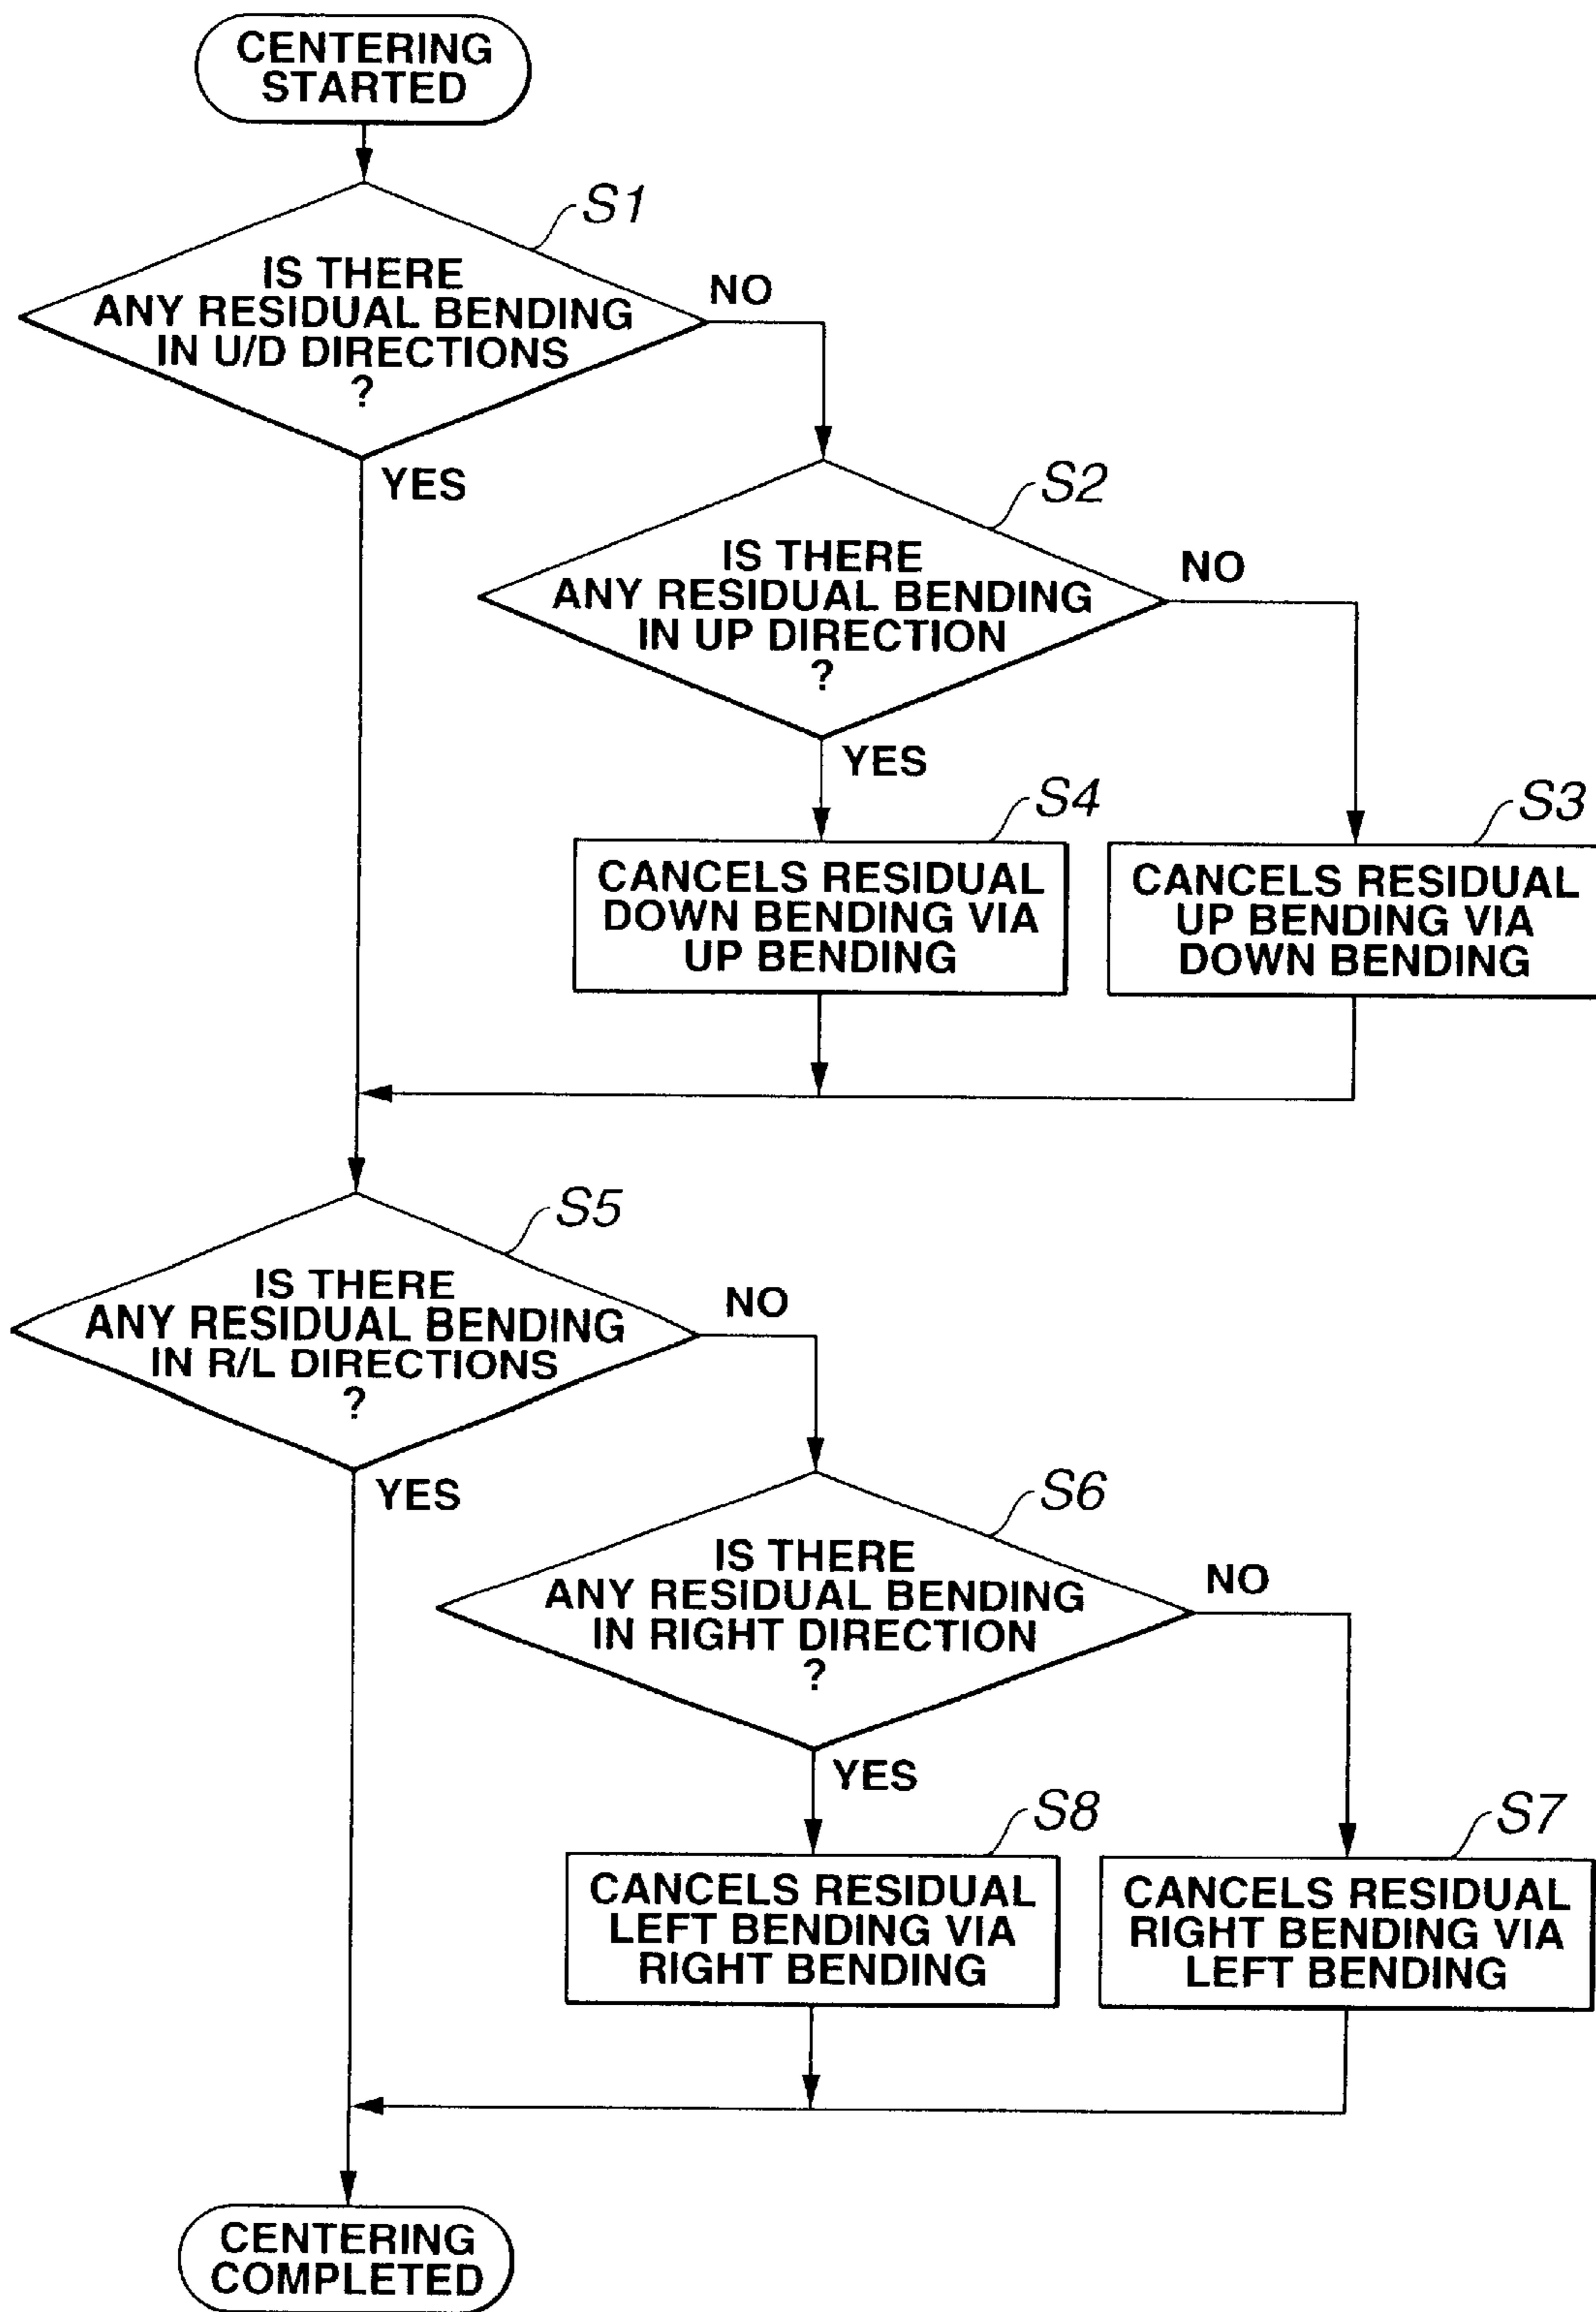 CENTERING
STARTED
S1
IS THERE
ANY RESIDUAL BENDING
IN U/D DIRECTIONS
?
NO
YES
S2
IS THERE
ANY RESIDUAL BENDING
IN UP DIRECTION
?
NO
YES
S4
CANCELS RESIDUAL
DOWN BENDING VIA
UP BENDING
S3
CANCELS RESIDUAL
UP BENDING VIA
DOWN BENDING
S5
IS THERE
ANY RESIDUAL BENDING
IN R/L DIRECTIONS
?
NO
YES
S6
IS THERE
ANY RESIDUAL BENDING
IN RIGHT DIRECTION
?
NO
YES
S8
CANCELS RESIDUAL
LEFT BENDING VIA
RIGHT BENDING
S7
CANCELS RESIDUAL
RIGHT BENDING VIA
LEFT BENDING
CENTERING
COMPLETED